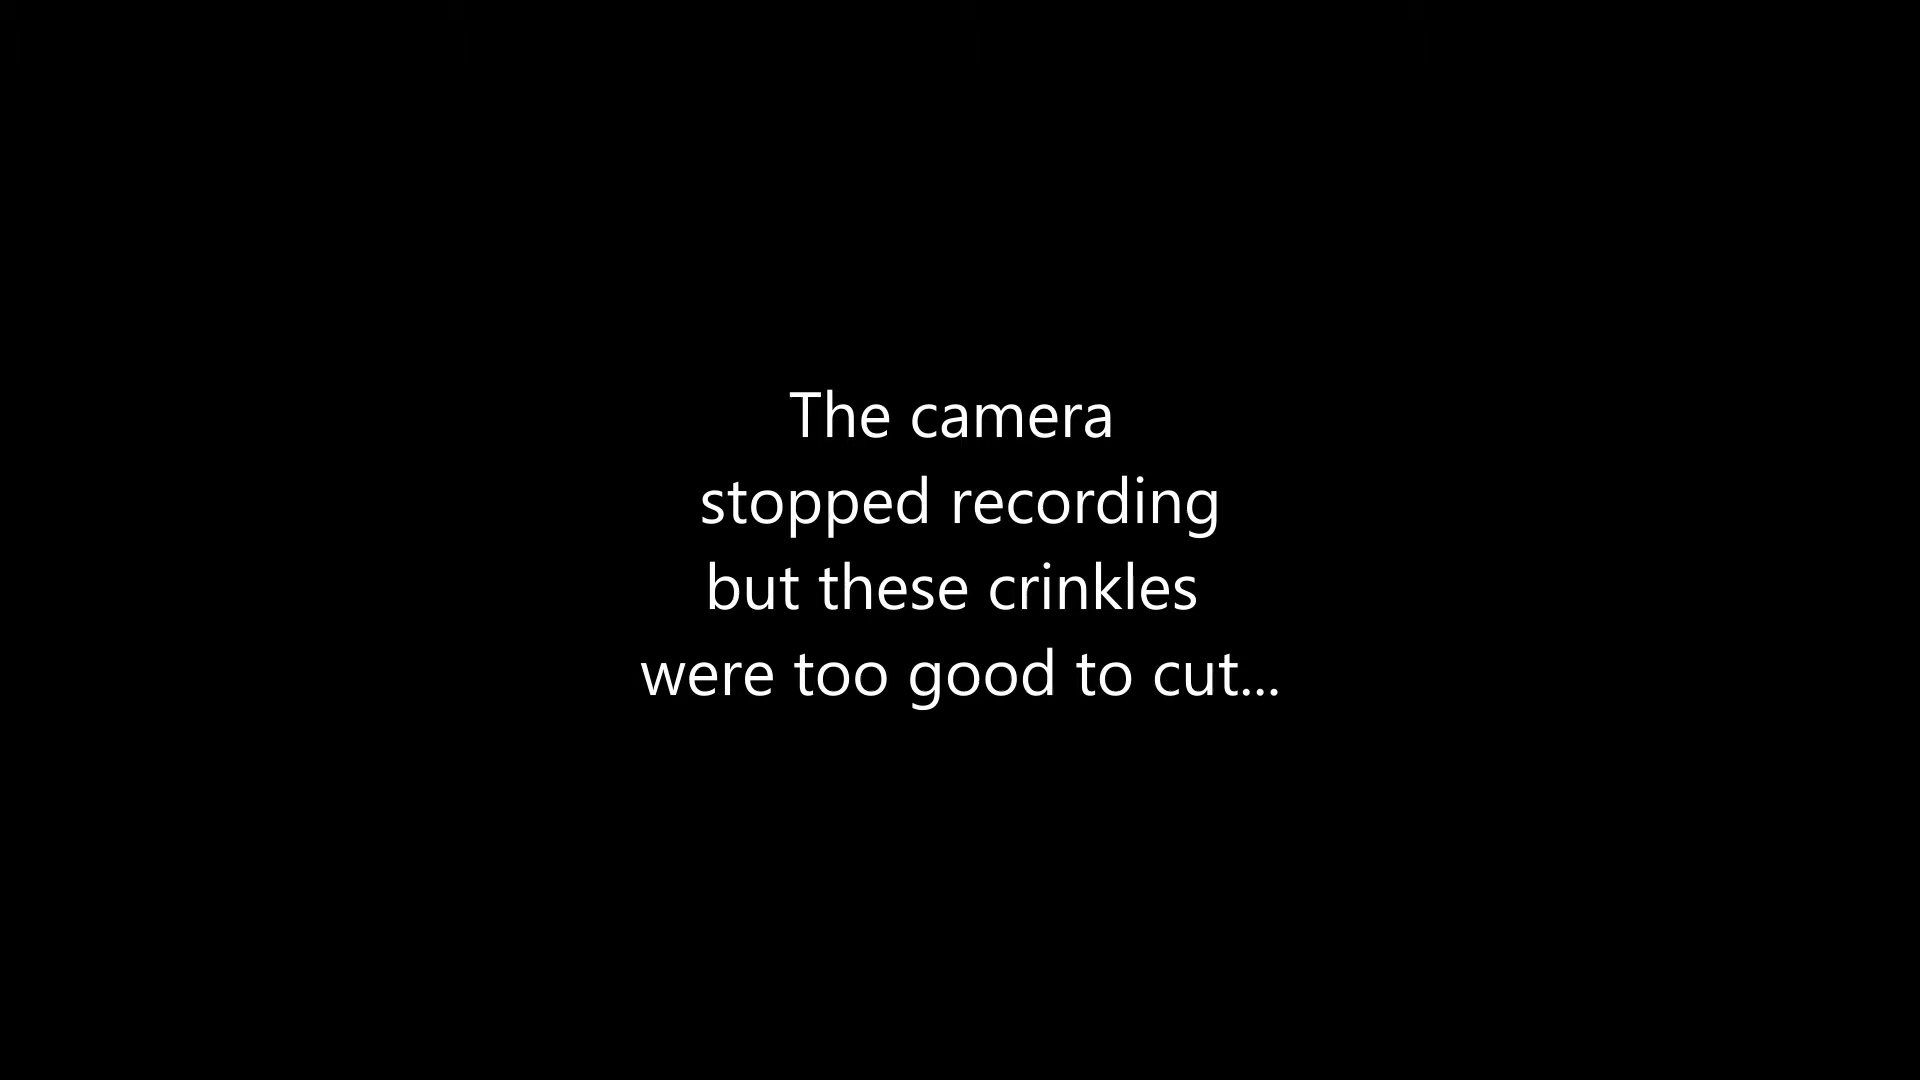 The camera
stopped recording
but these crinkles
were too good to cut...